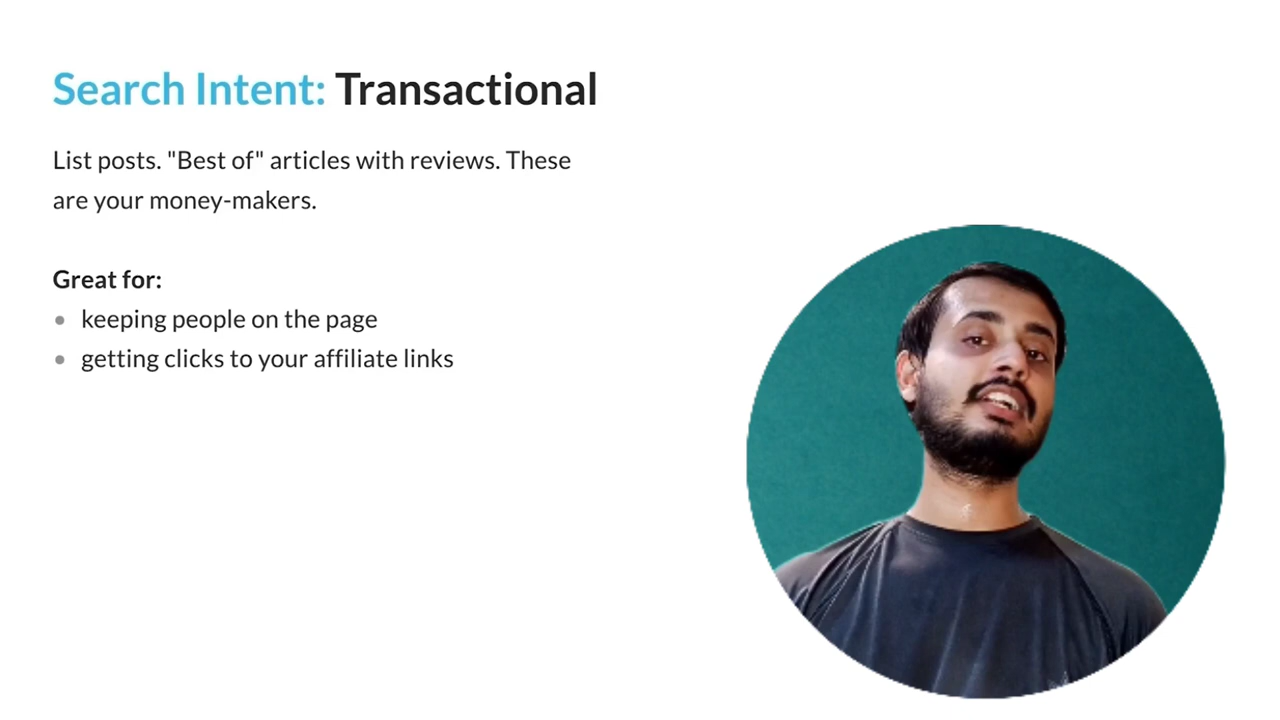 Search Intent: Transactional
List posts. "Best of" articles with reviews. These
are your money-makers.
Great for:
• keeping people on the page
• getting clicks to your affiliate links